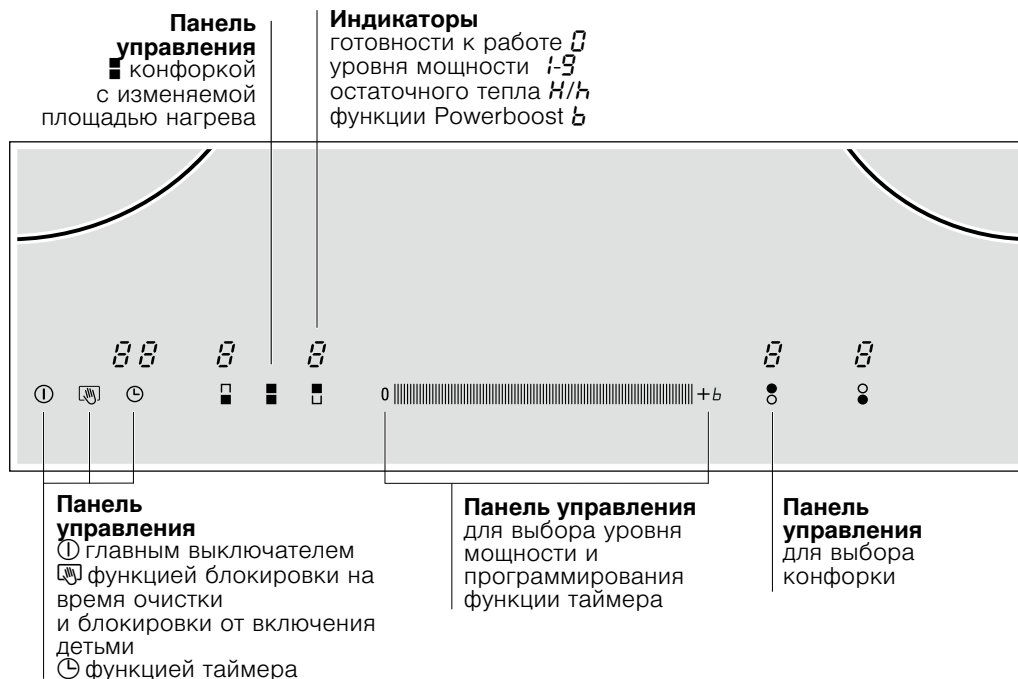 Панель
управления
конфоркой
с изменяемой
площадью нагрева
Индикаторы
готовности к работе 0
уровня мощности 1-9
остаточного тепла H/h
функции Powerboost b
88 8 8 8 8
0 + b
Панель
управления
главным выключателем
функцией блокировки на
время очистки
и блокировки от включения
детьми
функцией таймера
Панель управления
для выбора уровня
мощности и
программирования
функции таймера
Панель
управления
для выбора
конфорки